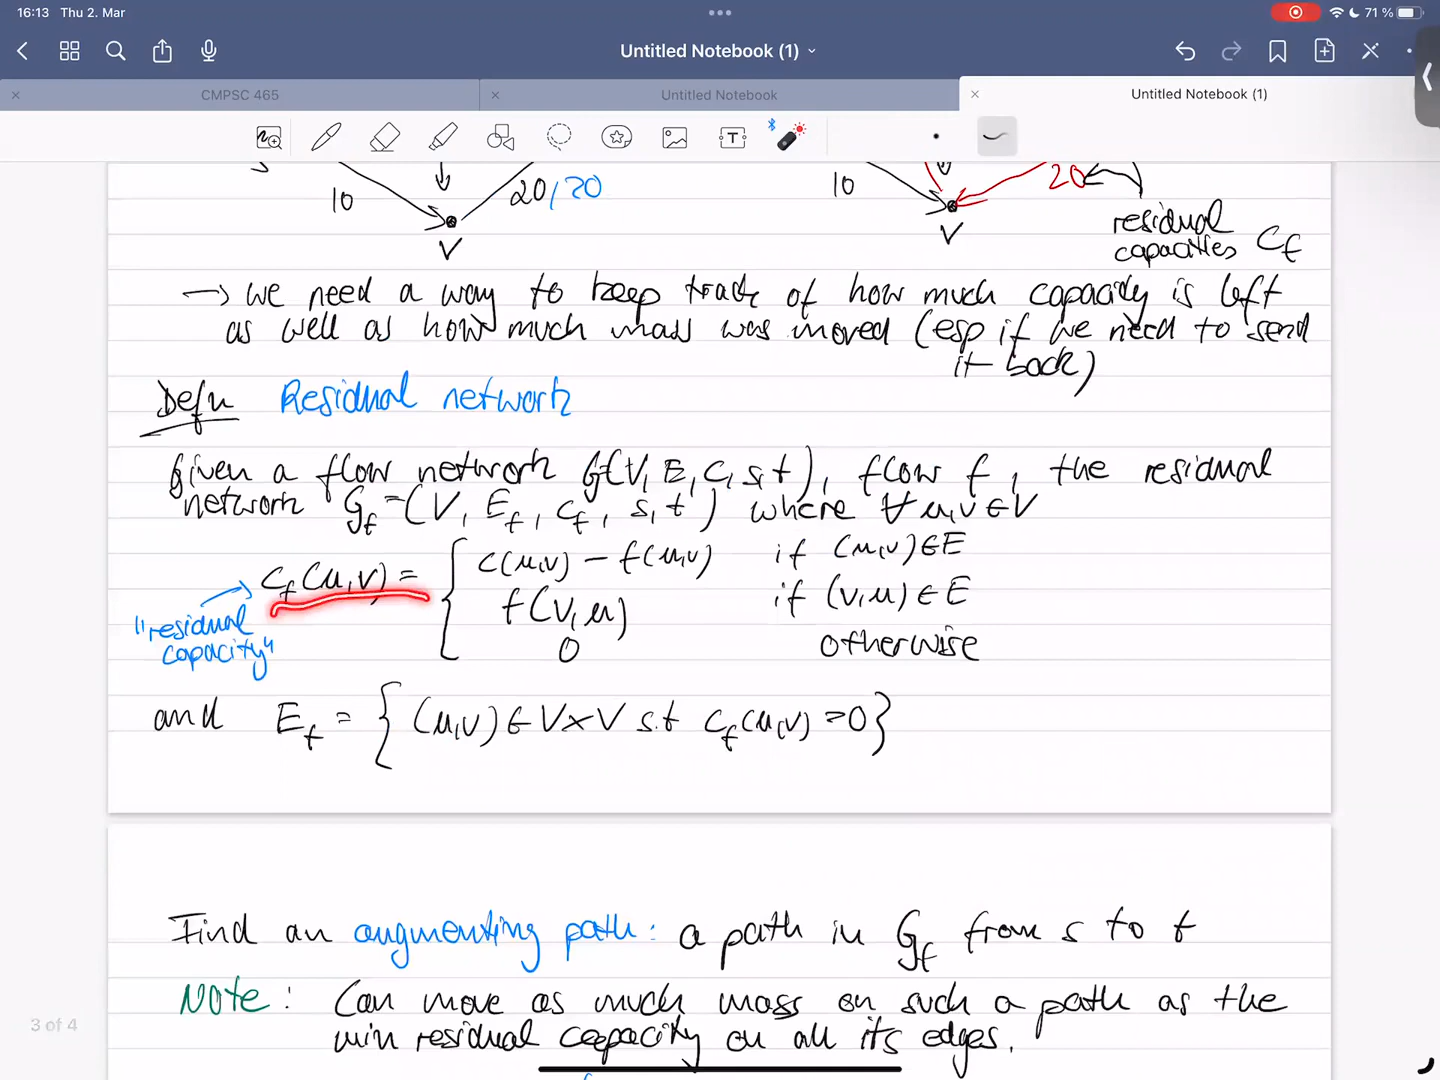 16:13 Thu 2. Mar
71 %
Untitled Notebook (1)
CMPSC 465
Untitled Notebook
Untitled Notebook (1)
10
20/20
V
10
20
V
residual
capacities Cf
→ we need a way to keep track of how much capacity is left
as well as how much mass was moved (esp if we need to send
it back)
Defn Residual network
Given a flow network G(V, E, c, s, t), flow f, the residual
network Gf = (V, Ef, cf, s, t) where ∀ u,v ∈ V
cf(u,v) = { c(u,v) - f(u,v) if (u,v) ∈ E
f(v,u) if (v,u) ∈ E
0 otherwise
"residual
capacity"
and Ef = { (u,v) ∈ V×V s.t cf(u,v) =0 }
Find an augmenting path: a path in Gf from s to t
Note: Can move as much mass on such a path as the
min residual capacity on all its edges.
3 of 4